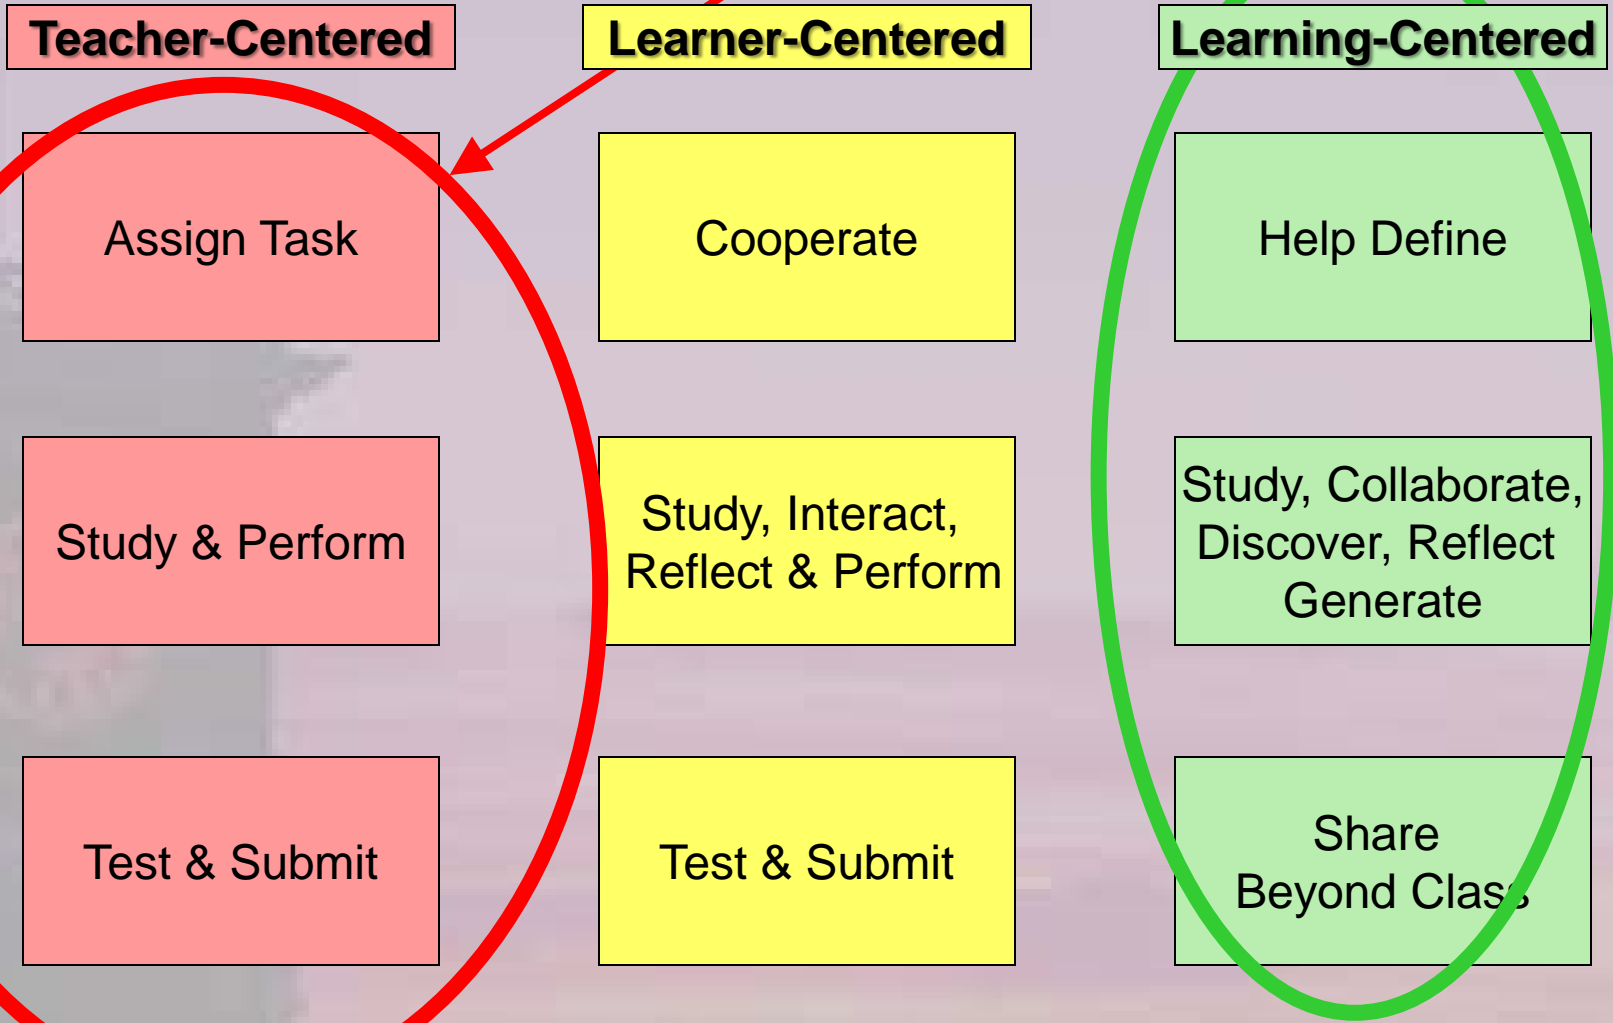 Teacher-Centered
Learner-Centered
Learning-Centered
Assign Task
Cooperate
Help Define
Study & Perform
Study, Interact,
Reflect & Perform
Study, Collaborate,
Discover, Reflect
Generate
Test & Submit
Test & Submit
Share
Beyond Class